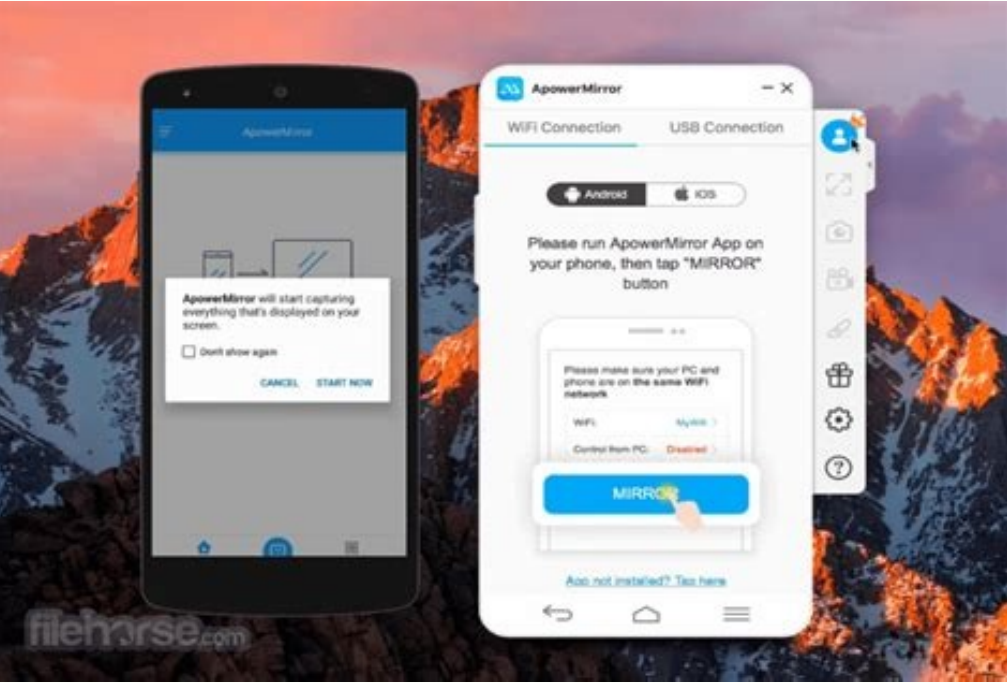 ApowerMirror
ApowerMirror will start capturing
everything that's displayed on your
screen.
Don't show again
CANCEL START NOW
ApowerMirror
WiFi Connection USB Connection
Android iOS
Please run ApowerMirror App on
your phone, then tap "MIRROR"
button
Please make sure your PC and
phone are on the same WiFi
network
WiFi: MyWifi
Control from PC: Disabled
MIRROR
App not installed? Tap here
filehorse.com